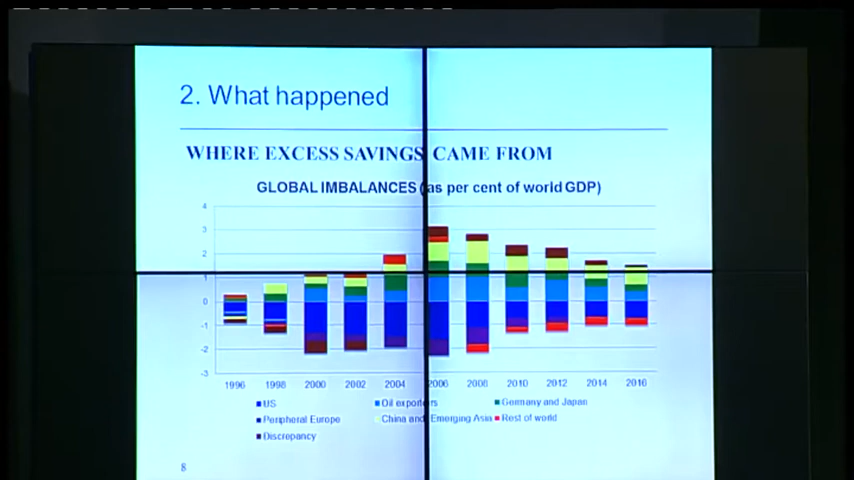 2. What happened
WHERE EXCESS SAVINGS CAME FROM
GLOBAL IMBALANCES (as per cent of world GDP)
4
3
2
1
0
-1
-2
-3
1996 1998 2000 2002 2004 2006 2008 2010 2012 2014 2016
US Oil exporters Germany and Japan
Peripheral Europe China and Emerging Asia Rest of world
Discrepancy
8